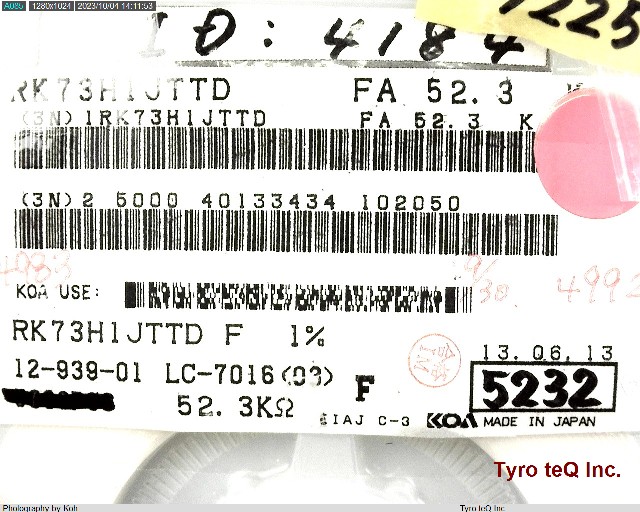 A085 1280x1024 2023/10/04 14:11:53
ID: 4184
RK73H1JTTD FA 52.3
(3N)1RK73H1JTTD FA 52.3 K
(3N)2 5000 40133434 102050
KOA USE:
RK73H1JTTD F 1%
13.06.13
12-939-01 LC-7016(03) F
5232
52.3KΩ
EIAJ C-3 KOA MADE IN JAPAN
Tyro teQ Inc.
Photography by Koh Tyro teQ Inc.